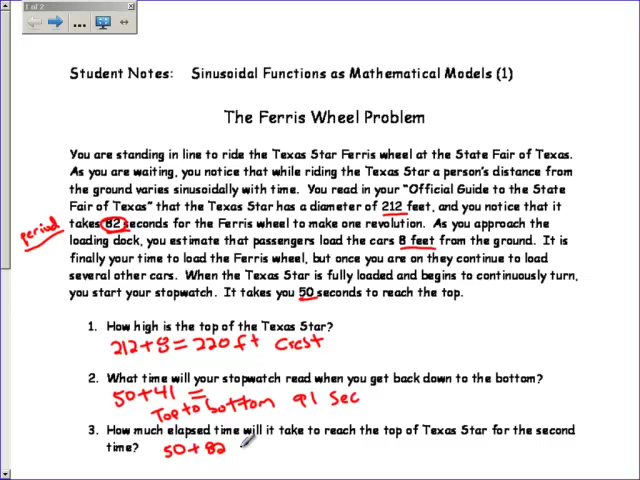 1 of 2
Student Notes: Sinusoidal Functions as Mathematical Models (1)
The Ferris Wheel Problem
You are standing in line to ride the Texas Star Ferris wheel at the State Fair of Texas.
As you are waiting, you notice that while riding the Texas Star a person's distance from
the ground varies sinusoidally with time. You read in your "Official Guide to the State
Fair of Texas" that the Texas Star has a diameter of 212 feet, and you notice that it
takes 82 seconds for the Ferris wheel to make one revolution. As you approach the
period
loading dock, you estimate that passengers load the cars 8 feet from the ground. It is
finally your time to load the Ferris wheel, but once you are on they continue to load
several other cars. When the Texas Star is fully loaded and begins to continuously turn,
you start your stopwatch. It takes you 50 seconds to reach the top.
1. How high is the top of the Texas Star?
212+8=220 ft Crest
2. What time will your stopwatch read when you get back down to the bottom?
50+41 =
Top to bottom 91 Sec
3. How much elapsed time will it take to reach the top of Texas Star for the second
time? 50+82